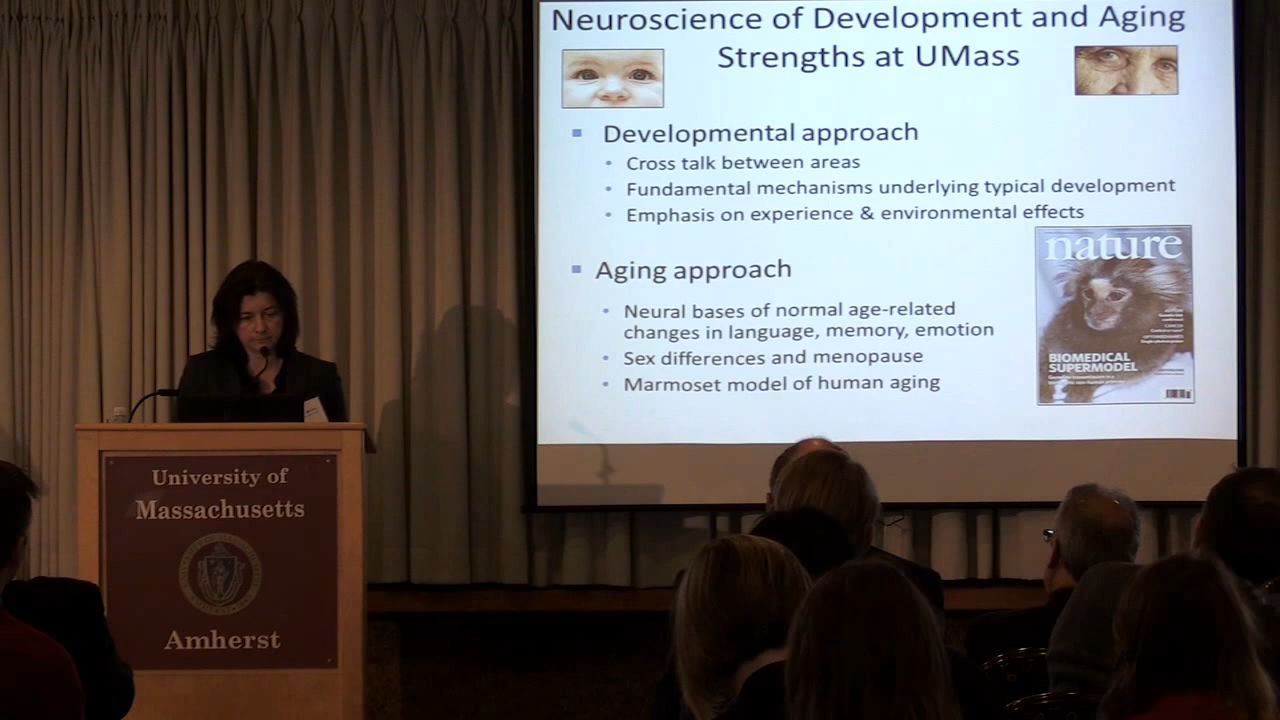 Neuroscience of Development and Aging
Strengths at UMass
▪ Developmental approach
• Cross talk between areas
• Fundamental mechanisms underlying typical development
• Emphasis on experience & environmental effects
▪ Aging approach
• Neural bases of normal age-related
changes in language, memory, emotion
• Sex differences and menopause
• Marmoset model of human aging
nature
BIOMEDICAL
SUPERMODEL
University of
Massachusetts
Amherst